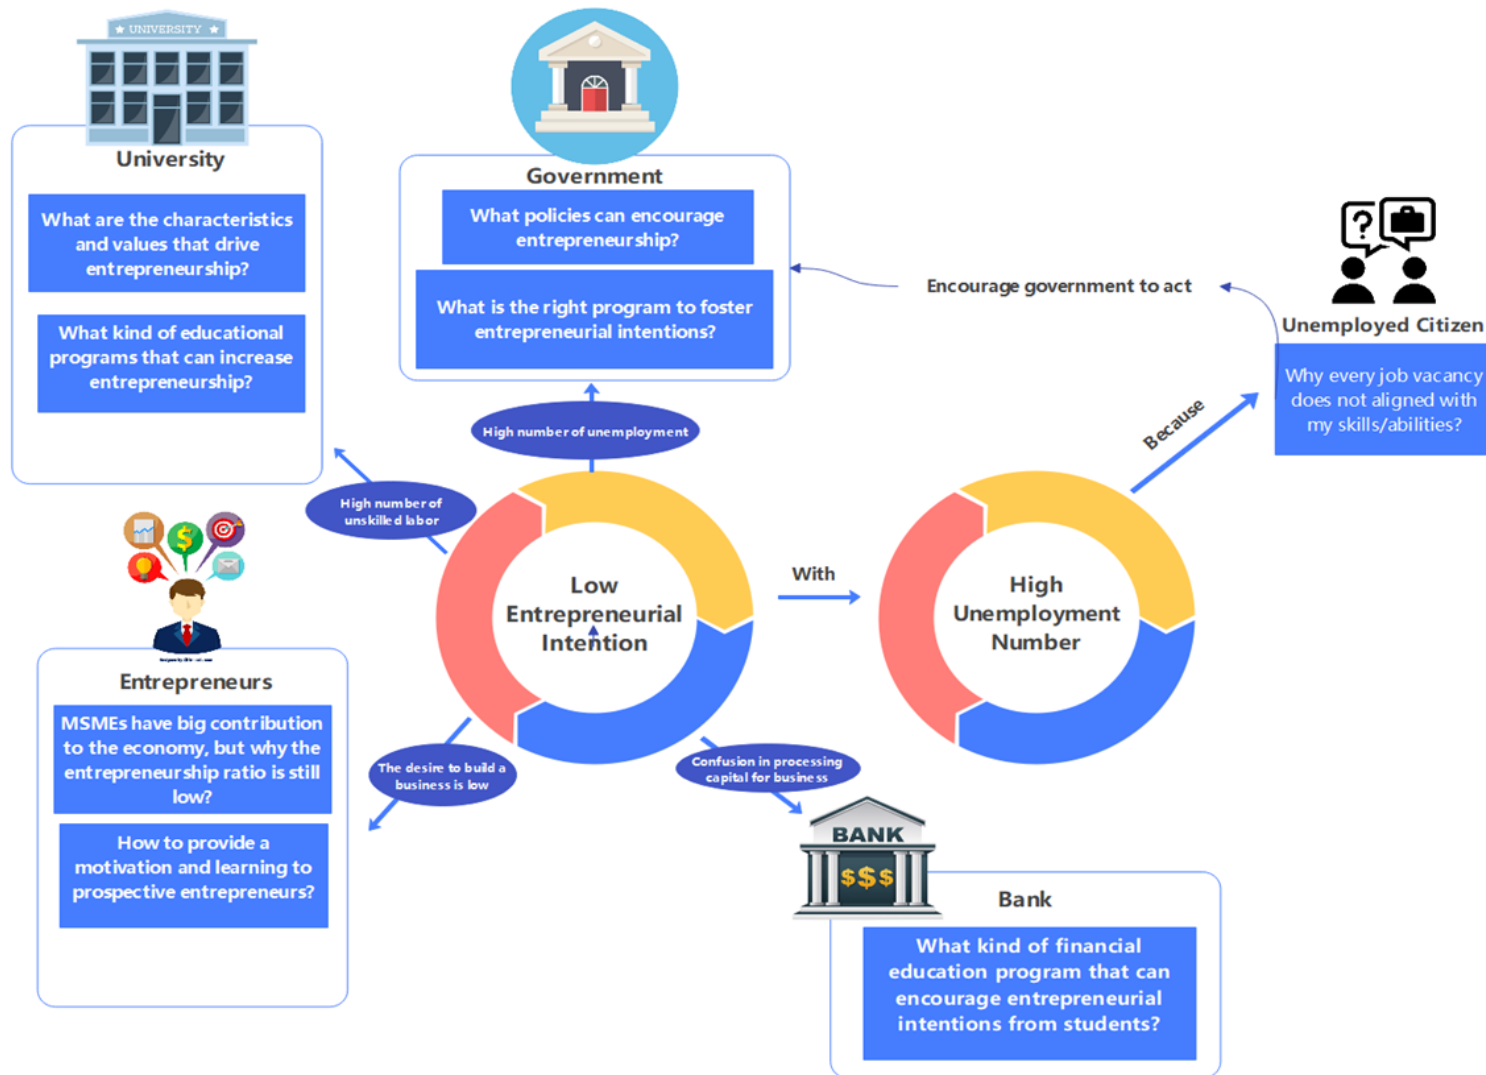 UNIVERSITY
University
What are the characteristics
and values that drive
entrepreneurship?
What kind of educational
programs that can increase
entrepreneurship?
Government
What policies can encourage
entrepreneurship?
What is the right program to foster
entrepreneurial intentions?
Encourage government to act
?
Unemployed Citizen
Why every job vacancy
does not aligned with
my skills/abilities?
Because
High number of unemployment
High number of
unskilled labor
Low
Entrepreneurial
Intention
With
High
Unemployment
Number
$
Entrepreneurs
MSMEs have big contribution
to the economy, but why the
entrepreneurship ratio is still
low?
How to provide a
motivation and learning to
prospective entrepreneurs?
The desire to build a
business is low
Confusion in processing
capital for business
BANK
$$$
Bank
What kind of financial
education program that can
encourage entrepreneurial
intentions from students?